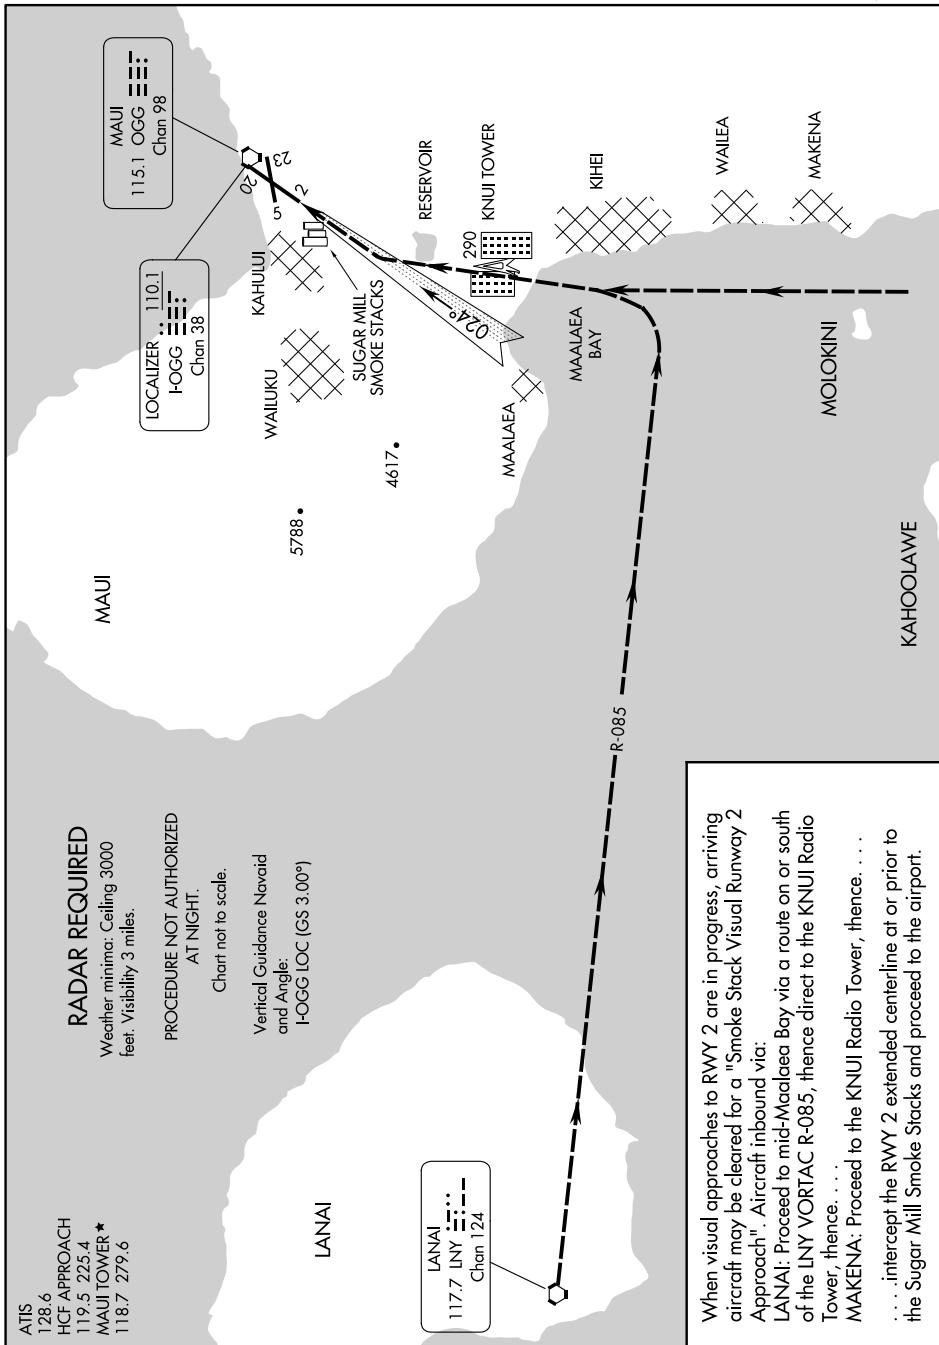 ATIS
128.6
HCF APPROACH
119.5 225.4
MAUI TOWER★
118.7 279.6
RADAR REQUIRED
Weather minima: Ceiling 3000
feet. Visibility 3 miles.
PROCEDURE NOT AUTHORIZED
AT NIGHT.
Chart not to scale.
Vertical Guidance Navaid
and Angle:
I-OGG LOC (GS 3.00°)
MAUI
LOCALIZER 110.1
I-OGG
Chan 38
MAUI
115.1 OGG
Chan 98
20
23
5
2
KAHULUI
WAILUKU
SUGAR MILL
SMOKE STACKS
5788
4617
024°
RESERVOIR
KNUI TOWER
290
MAALAEA
MAALAEA
BAY
KIHEI
WAILEA
MAKENA
MOLOKINI
KAHOOLAWE
R-085
LANAI
LANAI
117.7 LNY
Chan 124
When visual approaches to RWY 2 are in progress, arriving
aircraft may be cleared for a "Smoke Stack Visual Runway 2
Approach". Aircraft inbound via:
LANAI: Proceed to mid-Maalaea Bay via a route on or south
of the LNY VORTAC R-085, thence direct to the KNUI Radio
Tower, thence. . . .
MAKENA: Proceed to the KNUI Radio Tower, thence. . . .
. . . .intercept the RWY 2 extended centerline at or prior to
the Sugar Mill Smoke Stacks and proceed to the airport.